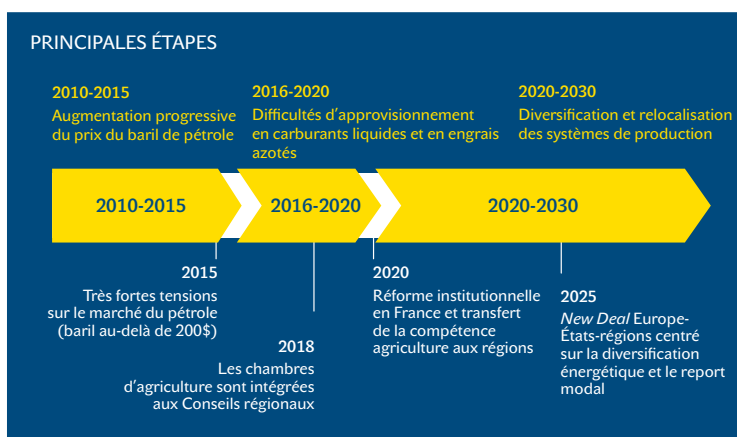 PRINCIPALES ÉTAPES
2010-2015
Augmentation progressive
du prix du baril de pétrole
2016-2020
Difficultés d'approvisionnement
en carburants liquides et en engrais
azotés
2020-2030
Diversification et relocalisation
des systèmes de production
2010-2015
2016-2020
2020-2030
2015
Très fortes tensions
sur le marché du pétrole
(baril au-delà de 200$)
2018
Les chambres
d'agriculture sont intégrées
aux Conseils régionaux
2020
Réforme institutionnelle
en France et transfert
de la compétence
agriculture aux régions
2025
New Deal Europe-
États-régions centré
sur la diversification
énergétique et le report
modal